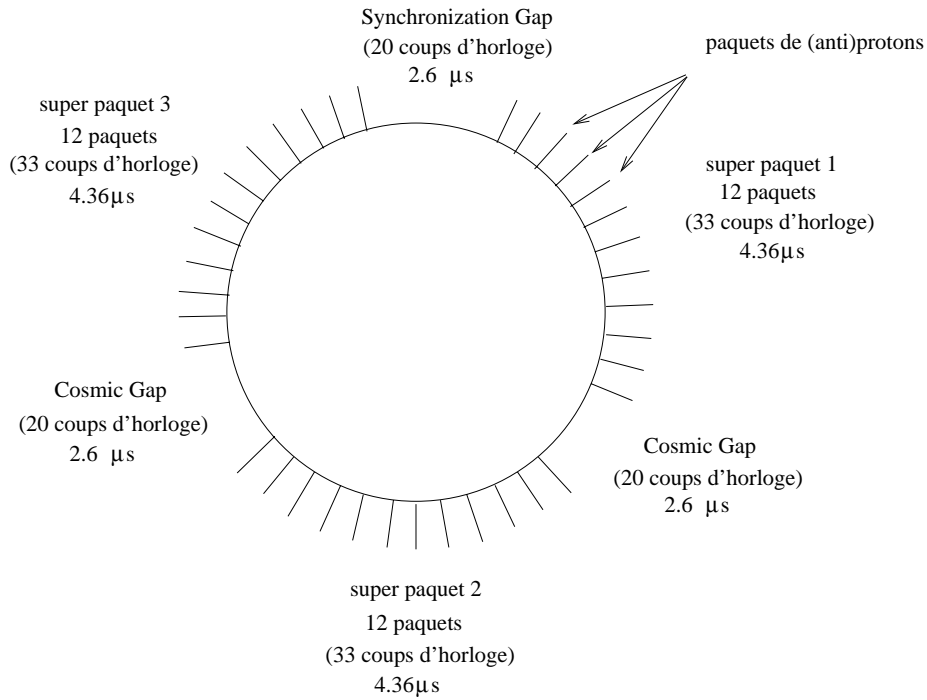 Synchronization Gap
(20 coups d'horloge)
2.6 µs
paquets de (anti)protons
super paquet 3
12 paquets
(33 coups d'horloge)
4.36µs
super paquet 1
12 paquets
(33 coups d'horloge)
4.36µs
Cosmic Gap
(20 coups d'horloge)
2.6 µs
Cosmic Gap
(20 coups d'horloge)
2.6 µs
super paquet 2
12 paquets
(33 coups d'horloge)
4.36µs